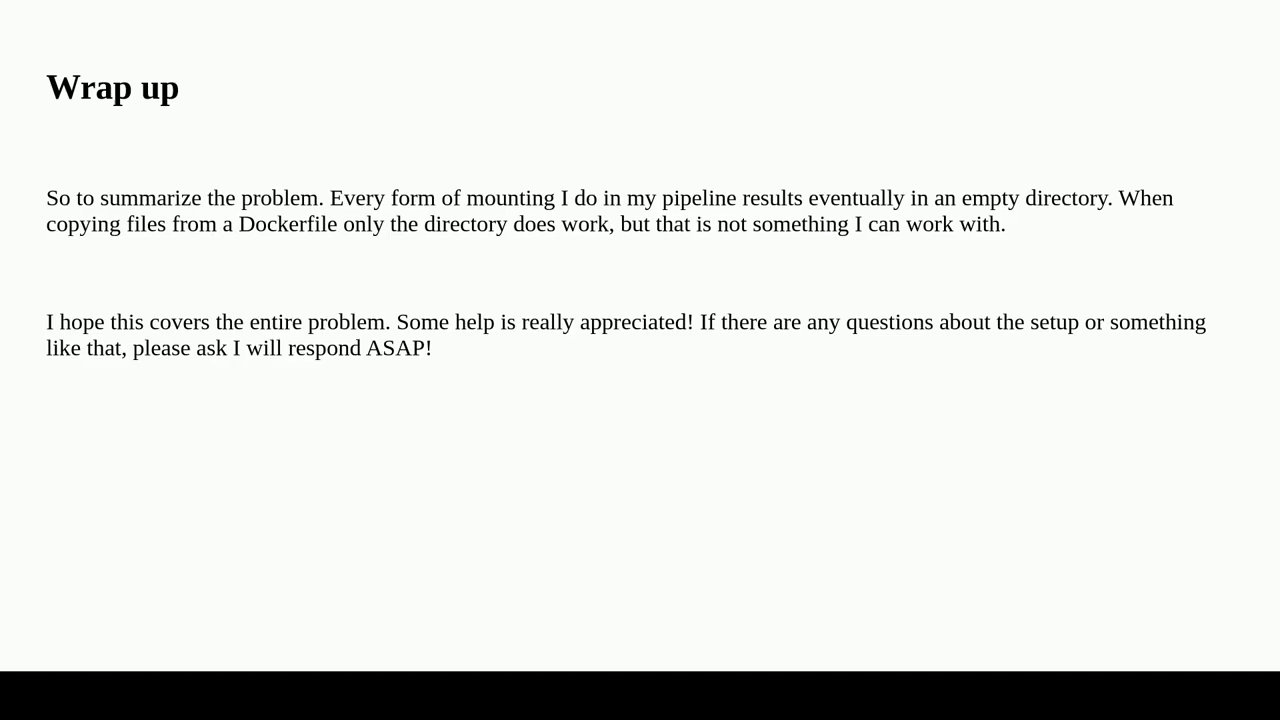 Wrap up
So to summarize the problem. Every form of mounting I do in my pipeline results eventually in an empty directory. When
copying files from a Dockerfile only the directory does work, but that is not something I can work with.
I hope this covers the entire problem. Some help is really appreciated! If there are any questions about the setup or something
like that, please ask I will respond ASAP!